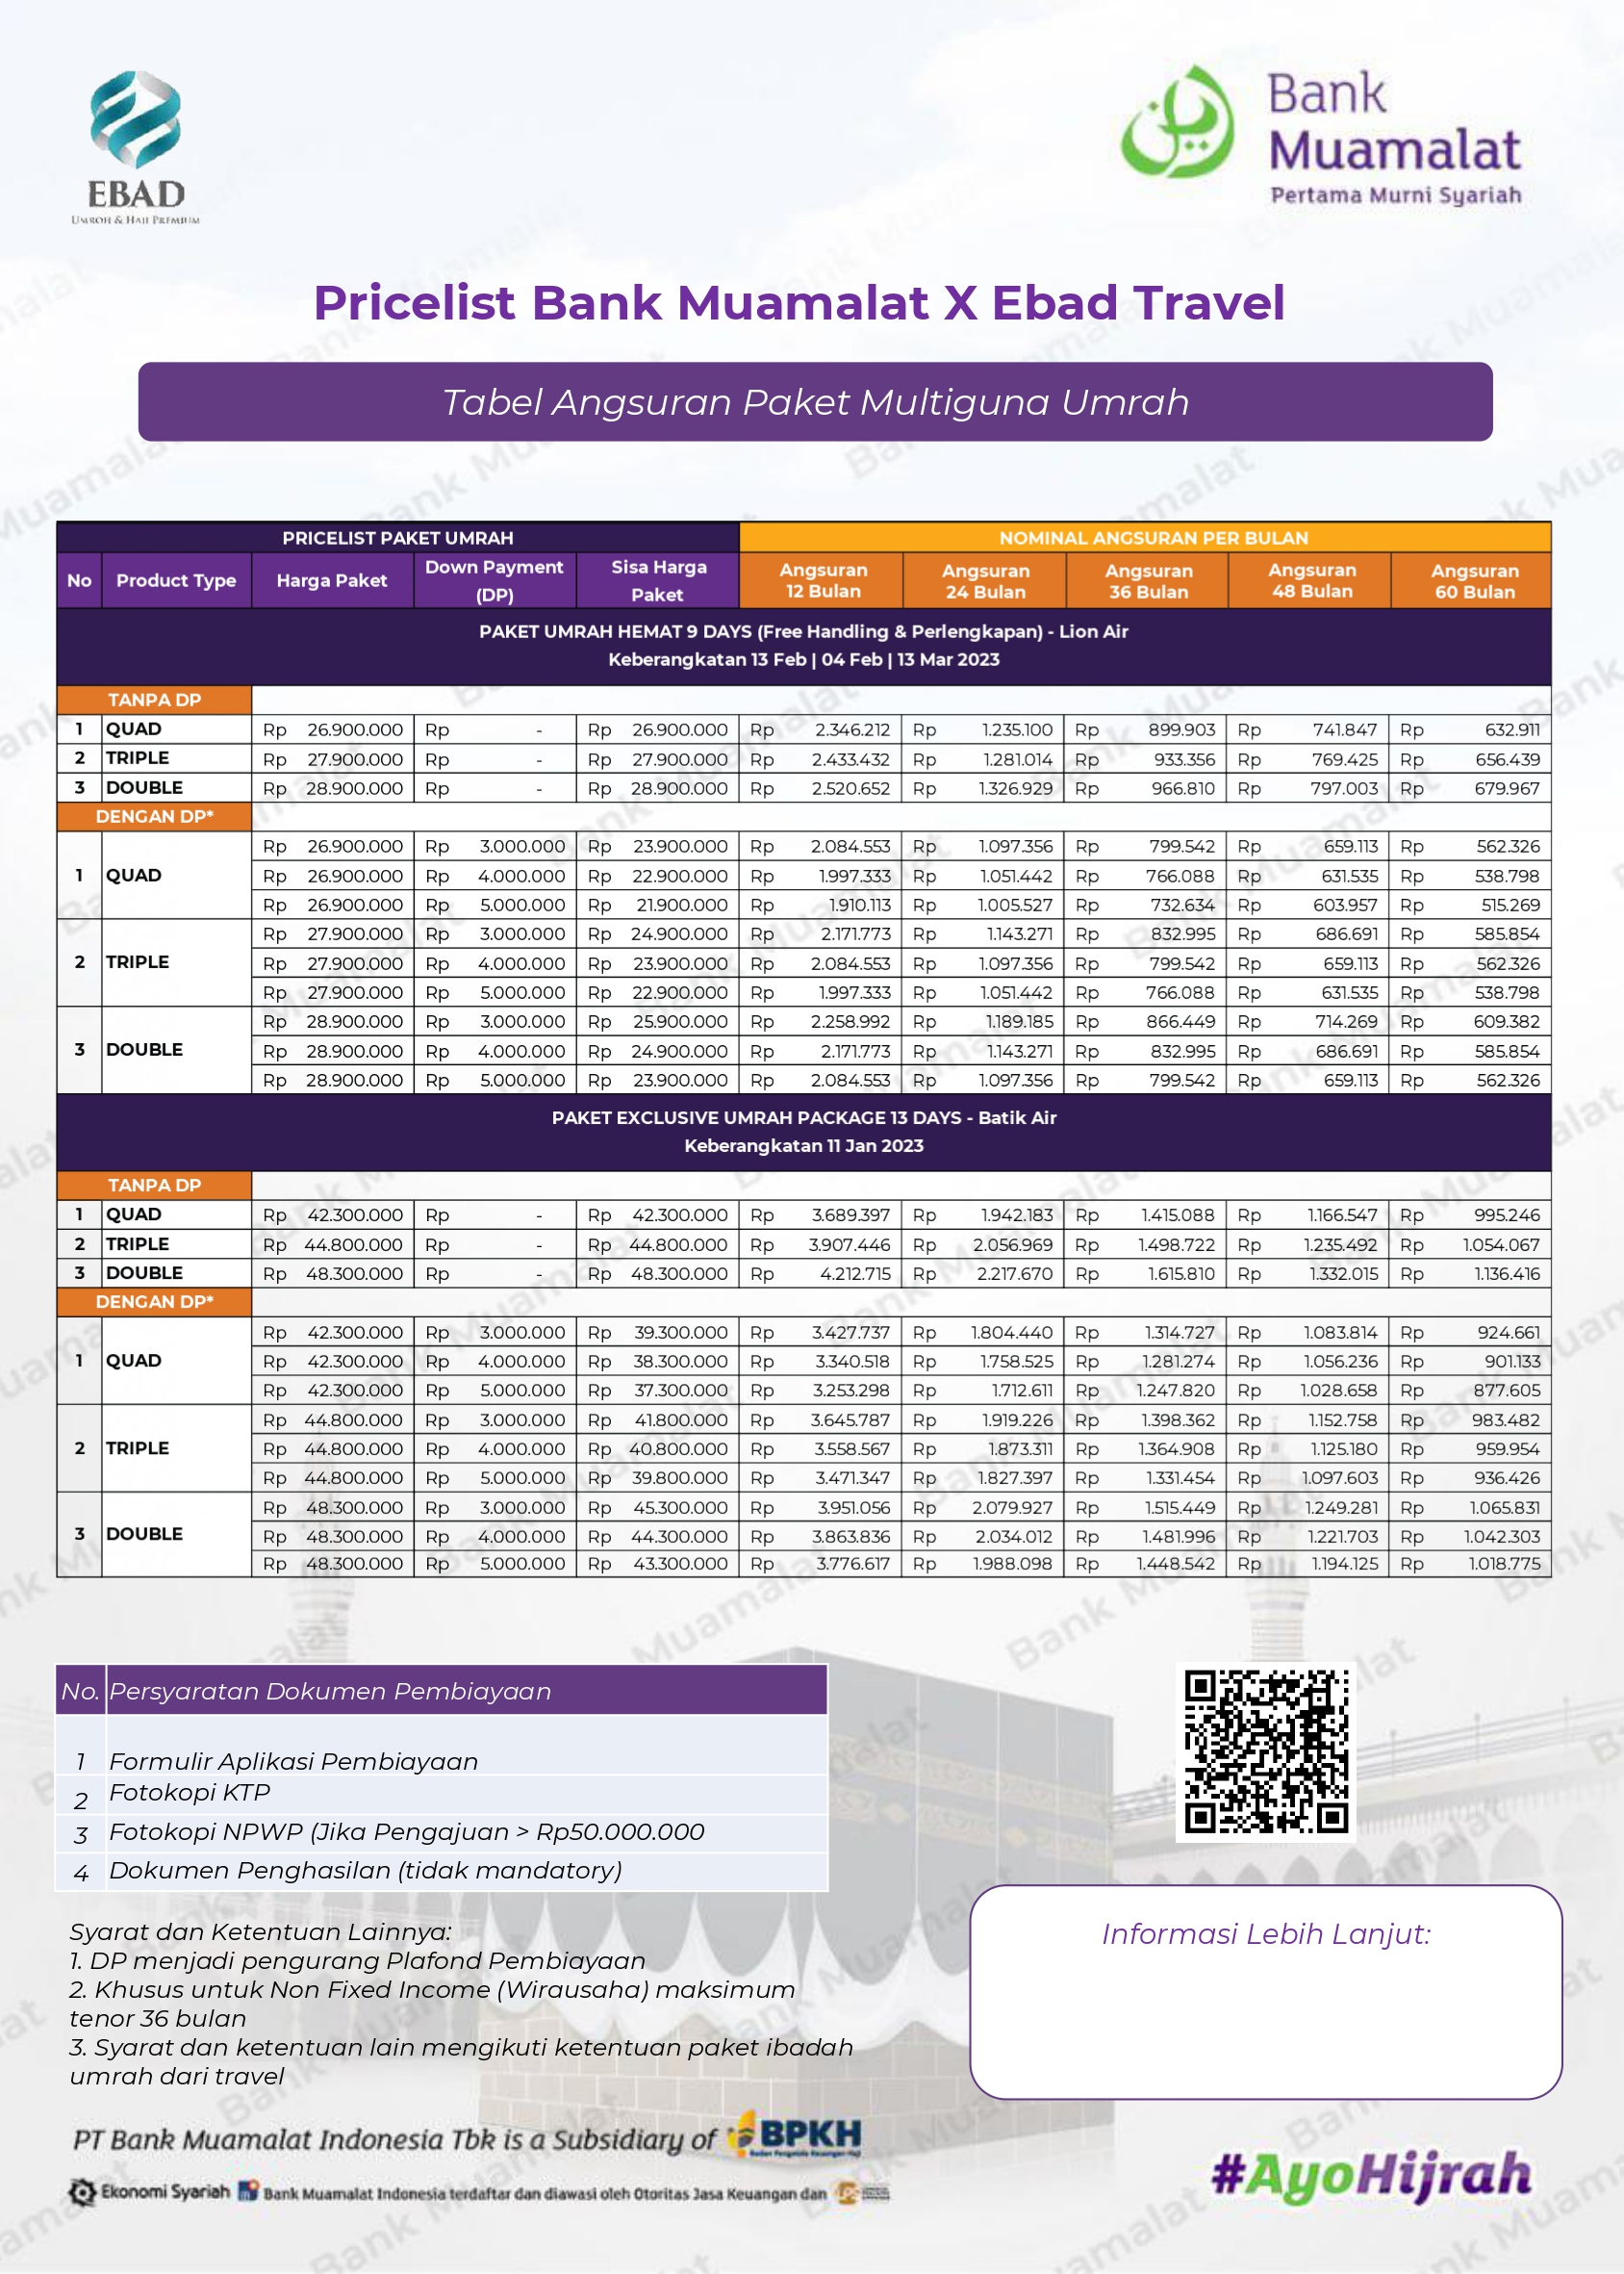 EBAD
UMROH & HAJI PREMIUM
Bank
Muamalat
Pertama Murni Syariah
Pricelist Bank Muamalat X Ebad Travel
Tabel Angsuran Paket Multiguna Umrah
PRICELIST PAKET UMRAH NOMINAL ANGSURAN PER BULAN
No Product Type Harga Paket Down Payment (DP) Sisa Harga Paket Angsuran 12 Bulan Angsuran 24 Bulan Angsuran 36 Bulan Angsuran 48 Bulan Angsuran 60 Bulan
PAKET UMRAH HEMAT 9 DAYS (Free Handling & Perlengkapan) - Lion Air
Keberangkatan 13 Feb | 04 Feb | 13 Mar 2023
TANPA DP
1 QUAD Rp 26.900.000 Rp - Rp 26.900.000 Rp 2.346.212 Rp 1.235.100 Rp 899.903 Rp 741.847 Rp 632.911
2 TRIPLE Rp 27.900.000 Rp - Rp 27.900.000 Rp 2.433.432 Rp 1.281.014 Rp 933.356 Rp 769.425 Rp 656.439
3 DOUBLE Rp 28.900.000 Rp - Rp 28.900.000 Rp 2.520.652 Rp 1.326.929 Rp 966.810 Rp 797.003 Rp 679.967
DENGAN DP*
Rp 26.900.000 Rp 3.000.000 Rp 23.900.000 Rp 2.084.553 Rp 1.097.356 Rp 799.542 Rp 659.113 Rp 562.326
1 QUAD Rp 26.900.000 Rp 4.000.000 Rp 22.900.000 Rp 1.997.333 Rp 1.051.442 Rp 766.088 Rp 631.535 Rp 538.798
Rp 26.900.000 Rp 5.000.000 Rp 21.900.000 Rp 1.910.113 Rp 1.005.527 Rp 732.634 Rp 603.957 Rp 515.269
Rp 27.900.000 Rp 3.000.000 Rp 24.900.000 Rp 2.171.773 Rp 1.143.271 Rp 832.995 Rp 686.691 Rp 585.854
2 TRIPLE Rp 27.900.000 Rp 4.000.000 Rp 23.900.000 Rp 2.084.553 Rp 1.097.356 Rp 799.542 Rp 659.113 Rp 562.326
Rp 27.900.000 Rp 5.000.000 Rp 22.900.000 Rp 1.997.333 Rp 1.051.442 Rp 766.088 Rp 631.535 Rp 538.798
Rp 28.900.000 Rp 3.000.000 Rp 25.900.000 Rp 2.258.992 Rp 1.189.185 Rp 866.449 Rp 714.269 Rp 609.382
3 DOUBLE Rp 28.900.000 Rp 4.000.000 Rp 24.900.000 Rp 2.171.773 Rp 1.143.271 Rp 832.995 Rp 686.691 Rp 585.854
Rp 28.900.000 Rp 5.000.000 Rp 23.900.000 Rp 2.084.553 Rp 1.097.356 Rp 799.542 Rp 659.113 Rp 562.326
PAKET EXCLUSIVE UMRAH PACKAGE 13 DAYS - Batik Air
Keberangkatan 11 Jan 2023
TANPA DP
1 QUAD Rp 42.300.000 Rp - Rp 42.300.000 Rp 3.689.397 Rp 1.942.183 Rp 1.415.088 Rp 1.166.547 Rp 995.246
2 TRIPLE Rp 44.800.000 Rp - Rp 44.800.000 Rp 3.907.446 Rp 2.056.969 Rp 1.498.722 Rp 1.235.492 Rp 1.054.067
3 DOUBLE Rp 48.300.000 Rp - Rp 48.300.000 Rp 4.212.715 Rp 2.217.670 Rp 1.615.810 Rp 1.332.015 Rp 1.136.416
DENGAN DP*
Rp 42.300.000 Rp 3.000.000 Rp 39.300.000 Rp 3.427.737 Rp 1.804.440 Rp 1.314.727 Rp 1.083.814 Rp 924.661
1 QUAD Rp 42.300.000 Rp 4.000.000 Rp 38.300.000 Rp 3.340.518 Rp 1.758.525 Rp 1.281.274 Rp 1.056.236 Rp 901.133
Rp 42.300.000 Rp 5.000.000 Rp 37.300.000 Rp 3.253.298 Rp 1.712.611 Rp 1.247.820 Rp 1.028.658 Rp 877.605
Rp 44.800.000 Rp 3.000.000 Rp 41.800.000 Rp 3.645.787 Rp 1.919.226 Rp 1.398.362 Rp 1.152.758 Rp 983.482
2 TRIPLE Rp 44.800.000 Rp 4.000.000 Rp 40.800.000 Rp 3.558.567 Rp 1.873.311 Rp 1.364.908 Rp 1.125.180 Rp 959.954
Rp 44.800.000 Rp 5.000.000 Rp 39.800.000 Rp 3.471.347 Rp 1.827.397 Rp 1.331.454 Rp 1.097.603 Rp 936.426
Rp 48.300.000 Rp 3.000.000 Rp 45.300.000 Rp 3.951.056 Rp 2.079.927 Rp 1.515.449 Rp 1.249.281 Rp 1.065.831
3 DOUBLE Rp 48.300.000 Rp 4.000.000 Rp 44.300.000 Rp 3.863.836 Rp 2.034.012 Rp 1.481.996 Rp 1.221.703 Rp 1.042.303
Rp 48.300.000 Rp 5.000.000 Rp 43.300.000 Rp 3.776.617 Rp 1.988.098 Rp 1.448.542 Rp 1.194.125 Rp 1.018.775
No. Persyaratan Dokumen Pembiayaan
1 Formulir Aplikasi Pembiayaan
2 Fotokopi KTP
3 Fotokopi NPWP (Jika Pengajuan > Rp50.000.000
4 Dokumen Penghasilan (tidak mandatory)
Syarat dan Ketentuan Lainnya:
1. DP menjadi pengurang Plafond Pembiayaan
2. Khusus untuk Non Fixed Income (Wirausaha) maksimum
tenor 36 bulan
3. Syarat dan ketentuan lain mengikuti ketentuan paket ibadah
umrah dari travel
Informasi Lebih Lanjut:
PT Bank Muamalat Indonesia Tbk is a Subsidiary of BPKH
Ekonomi Syariah Bank Muamalat Indonesia terdaftar dan diawasi oleh Otoritas Jasa Keuangan dan
#AyoHijrah